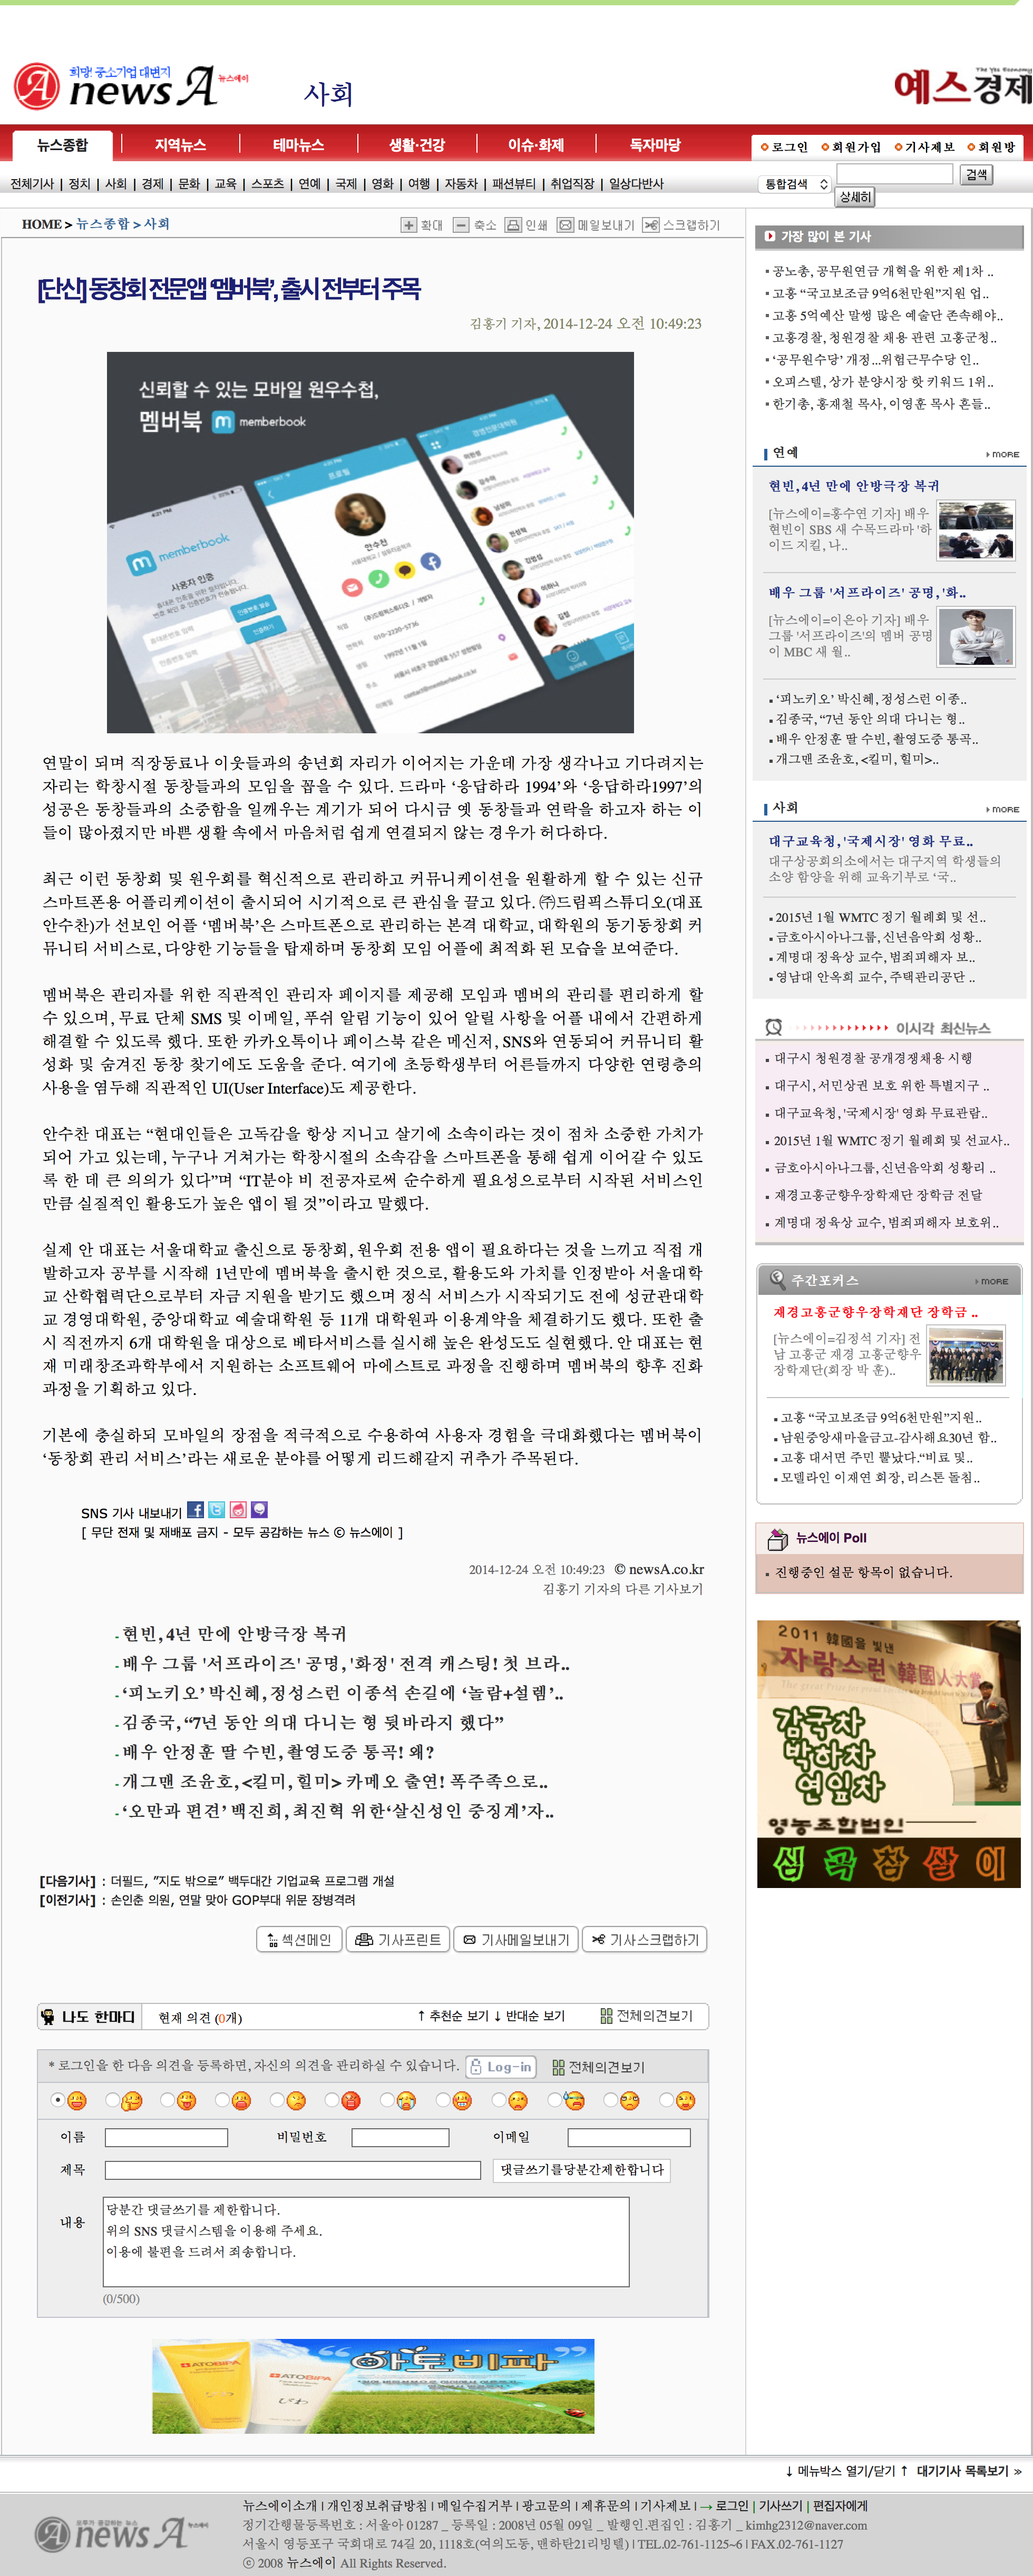 희망! 중소기업 대변지
newsA 뉴스에이
사회
The Yes Economy
예스경제
뉴스종합 지역뉴스 테마뉴스 생활·건강 이슈·화제 독자마당
로그인 회원가입 기사제보 회원방
전체기사 | 정치 | 사회 | 경제 | 문화 | 교육 | 스포츠 | 연예 | 국제 | 영화 | 여행 | 자동차 | 패션뷰티 | 취업직장 | 일상다반사
통합검색 검색
상세히
HOME > 뉴스종합 > 사회
확대 축소 인쇄 메일보내기 스크랩하기
[단신] 동창회 전문앱 ‘멤버북’, 출시 전부터 주목
김홍기 기자, 2014-12-24 오전 10:49:23
신뢰할 수 있는 모바일 원우수첩,
멤버북 memberbook
memberbook
사용자 인증
인증하기
프로필
안수찬
연말이 되며 직장동료나 이웃들과의 송년회 자리가 이어지는 가운데 가장 생각나고 기다려지는
자리는 학창시절 동창들과의 모임을 꼽을 수 있다. 드라마 ‘응답하라 1994’와 ‘응답하라1997’의
성공은 동창들과의 소중함을 일깨우는 계기가 되어 다시금 옛 동창들과 연락을 하고자 하는 이
들이 많아졌지만 바쁜 생활 속에서 마음처럼 쉽게 연결되지 않는 경우가 허다하다.
최근 이런 동창회 및 원우회를 혁신적으로 관리하고 커뮤니케이션을 원활하게 할 수 있는 신규
스마트폰용 어플리케이션이 출시되어 시기적으로 큰 관심을 끌고 있다. ㈜드림픽스튜디오(대표
안수찬)가 선보인 어플 ‘멤버북’은 스마트폰으로 관리하는 본격 대학교, 대학원의 동기동창회 커
뮤니티 서비스로, 다양한 기능들을 탑재하며 동창회 모임 어플에 최적화 된 모습을 보여준다.
멤버북은 관리자를 위한 직관적인 관리자 페이지를 제공해 모임과 멤버의 관리를 편리하게 할
수 있으며, 무료 단체 SMS 및 이메일, 푸쉬 알림 기능이 있어 알릴 사항을 어플 내에서 간편하게
해결할 수 있도록 했다. 또한 카카오톡이나 페이스북 같은 메신저, SNS와 연동되어 커뮤니티 활
성화 및 숨겨진 동창 찾기에도 도움을 준다. 여기에 초등학생부터 어른들까지 다양한 연령층의
사용을 염두해 직관적인 UI(User Interface)도 제공한다.
안수찬 대표는 “현대인들은 고독감을 항상 지니고 살기에 소속이라는 것이 점차 소중한 가치가
되어 가고 있는데, 누구나 거쳐가는 학창시절의 소속감을 스마트폰을 통해 쉽게 이어갈 수 있도
록 한 데 큰 의의가 있다”며 “IT분야 비 전공자로써 순수하게 필요성으로부터 시작된 서비스인
만큼 실질적인 활용도가 높은 앱이 될 것”이라고 말했다.
실제 안 대표는 서울대학교 출신으로 동창회, 원우회 전용 앱이 필요하다는 것을 느끼고 직접 개
발하고자 공부를 시작해 1년만에 멤버북을 출시한 것으로, 활용도와 가치를 인정받아 서울대학
교 산학협력단으로부터 자금 지원을 받기도 했으며 정식 서비스가 시작되기도 전에 성균관대학
교 경영대학원, 중앙대학교 예술대학원 등 11개 대학원과 이용계약을 체결하기도 했다. 또한 출
시 직전까지 6개 대학원을 대상으로 베타서비스를 실시해 높은 완성도도 실현했다. 안 대표는 현
재 미래창조과학부에서 지원하는 소프트웨어 마에스트로 과정을 진행하며 멤버북의 향후 진화
과정을 기획하고 있다.
기본에 충실하되 모바일의 장점을 적극적으로 수용하여 사용자 경험을 극대화했다는 멤버북이
‘동창회 관리 서비스’라는 새로운 분야를 어떻게 리드해갈지 귀추가 주목된다.
SNS 기사 내보내기
[ 무단 전재 및 재배포 금지 - 모두 공감하는 뉴스 ⓒ 뉴스에이 ]
2014-12-24 오전 10:49:23 © newsA.co.kr
김홍기 기자의 다른 기사보기
- 현빈, 4년 만에 안방극장 복귀
- 배우 그룹 '서프라이즈' 공명, '화정' 전격 캐스팅! 첫 브라..
- ‘피노키오’ 박신혜, 정성스런 이종석 손길에 ‘놀람+설렘’..
- 김종국, “7년 동안 의대 다니는 형 뒷바라지 했다”
- 배우 안정훈 딸 수빈, 촬영도중 통곡! 왜?
- 개그맨 조윤호, <킬미, 힐미> 카메오 출연! 폭주족으로..
- ‘오만과 편견’ 백진희, 최진혁 위한‘살신성인 중징계’자..
[다음기사] : 더필드, ”지도 밖으로” 백두대간 기업교육 프로그램 개설
[이전기사] : 손인춘 의원, 연말 맞아 GOP부대 위문 장병격려
섹션메인 기사프린트 기사메일보내기 기사스크랩하기
나도 한마디 현재 의견 (0개) ↑ 추천순 보기 ↓ 반대순 보기 전체의견보기
* 로그인을 한 다음 의견을 등록하면, 자신의 의견을 관리하실 수 있습니다. Log-in 전체의견보기
이름 비밀번호 이메일
제목 댓글쓰기를당분간제한합니다
내용
당분간 댓글쓰기를 제한합니다.
위의 SNS 댓글시스템을 이용해 주세요.
이용에 불편을 드려서 죄송합니다.
(0/500)
ATOBIPA
“아토비파”
가장 많이 본 기사
공노총, 공무원연금 개혁을 위한 제1차 ..
고흥 “국고보조금 9억6천만원”지원 업..
고흥 5억예산 말썽 많은 예술단 존속해야..
고흥경찰, 청원경찰 채용 관련 고흥군청..
‘공무원수당’ 개정...위험근무수당 인..
오피스텔, 상가 분양시장 핫 키워드 1위..
한기총, 홍재철 목사, 이영훈 목사 흔들..
연예 MORE
현빈, 4년 만에 안방극장 복귀
[뉴스에이=홍수연 기자] 배우
현빈이 SBS 새 수목드라마 '하
이드 지킬, 나..
배우 그룹 '서프라이즈' 공명, '화..
[뉴스에이=이은아 기자] 배우
그룹 '서프라이즈'의 멤버 공명
이 MBC 새 월..
‘피노키오’ 박신혜, 정성스런 이종..
김종국, “7년 동안 의대 다니는 형..
배우 안정훈 딸 수빈, 촬영도중 통곡..
개그맨 조윤호, <킬미, 힐미>..
사회 MORE
대구교육청, '국제시장' 영화 무료..
대구상공회의소에서는 대구지역 학생들의
소양 함양을 위해 교육기부로 ‘국..
2015년 1월 WMTC 정기 월례회 및 선..
금호아시아나그룹, 신년음악회 성황..
계명대 정육상 교수, 범죄피해자 보..
영남대 안옥희 교수, 주택관리공단 ..
이시각 최신뉴스
대구시 청원경찰 공개경쟁채용 시행
대구시, 서민상권 보호 위한 특별지구 ..
대구교육청, '국제시장' 영화 무료관람..
2015년 1월 WMTC 정기 월례회 및 선교사..
금호아시아나그룹, 신년음악회 성황리 ..
재경고흥군향우장학재단 장학금 전달
계명대 정육상 교수, 범죄피해자 보호위..
주간포커스 MORE
재경고흥군향우장학재단 장학금 ..
[뉴스에이=김정석 기자] 전
남 고흥군 재경 고흥군향우
장학재단(회장 박 훈)..
고흥 “국고보조금 9억6천만원”지원..
남원중앙새마을금고-감사해요30년 함..
고흥 대서면 주민 뿔났다.“비료 및..
모델라인 이재연 회장, 리스톤 돌침..
뉴스에이 Poll
진행중인 설문 항목이 없습니다.
2011 韓國을 빛낸
자랑스런 韓國人大賞
감국차
박하차
연잎차
영농조합법인
심곡참쌀이
↓ 메뉴박스 열기/닫기 ↑ 대기기사 목록보기 »
모두가 공감하는 뉴스
newsA 뉴스에이
뉴스에이소개 | 개인정보취급방침 | 메일수집거부 | 광고문의 | 제휴문의 | 기사제보 | → 로그인 | 기사쓰기 | 편집자에게
정기간행물등록번호 : 서울아 01287 _ 등록일 : 2008년 05월 09일 _ 발행인.편집인 : 김홍기 _ kimhg2312@naver.com
서울시 영등포구 국회대로 74길 20, 1118호(여의도동, 맨하탄21리빙텔) | TEL.02-761-1125~6 | FAX.02-761-1127
ⓒ 2008 뉴스에이 All Rights Reserved.